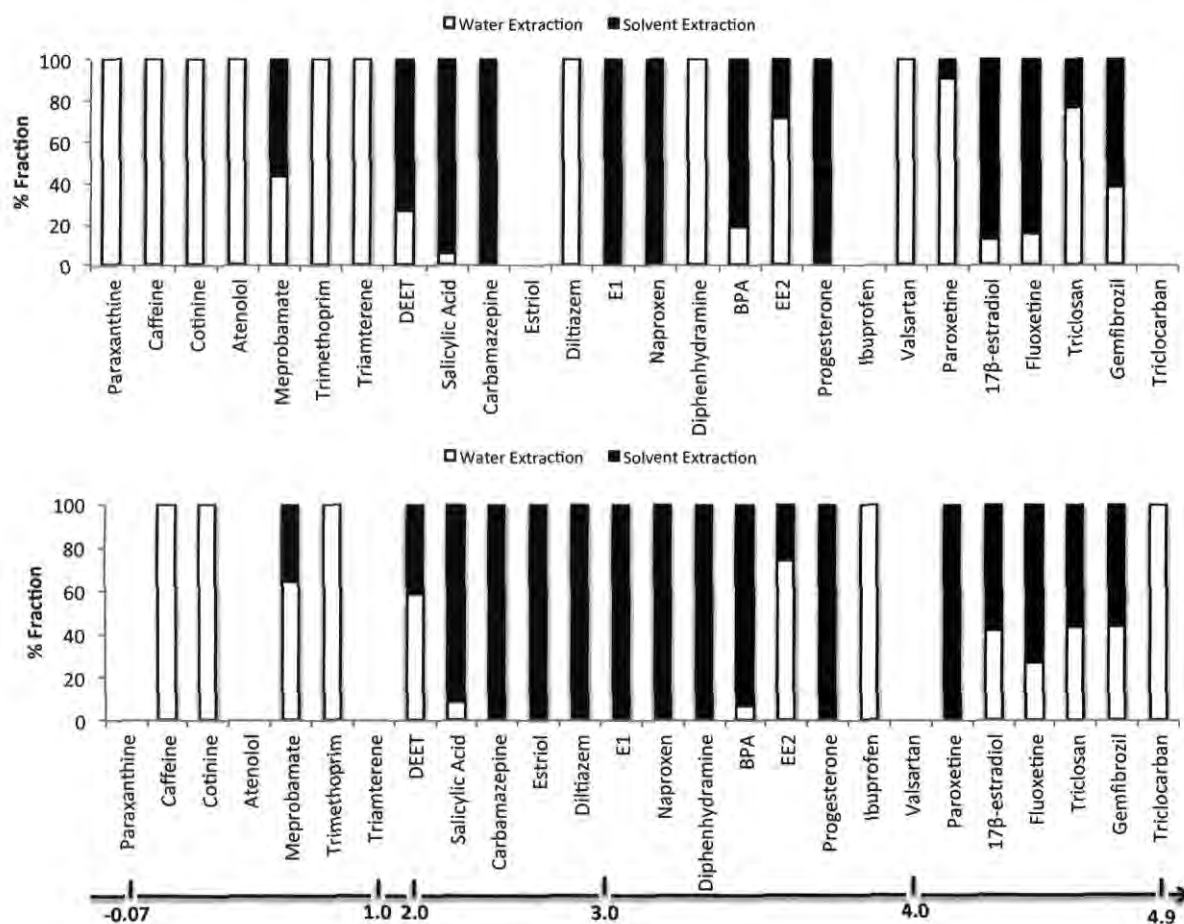 Water Extraction Solvent Extraction
% Fraction
100
80
60
40
20
0
Paraxanthine
Caffeine
Cotinine
Atenolol
Meprobamate
Trimethoprim
Triamterene
DEET
Salicylic Acid
Carbamazepine
Estriol
Diltiazem
E1
Naproxen
Diphenhydramine
BPA
EE2
Progesterone
Ibuprofen
Valsartan
Paroxetine
17β-estradiol
Fluoxetine
Triclosan
Gemfibrozil
Triclocarban
Water Extraction Solvent Extraction
% Fraction
100
80
60
40
20
0
Paraxanthine
Caffeine
Cotinine
Atenolol
Meprobamate
Trimethoprim
Triamterene
DEET
Salicylic Acid
Carbamazepine
Estriol
Diltiazem
E1
Naproxen
Diphenhydramine
BPA
EE2
Progesterone
Ibuprofen
Valsartan
Paroxetine
17β-estradiol
Fluoxetine
Triclosan
Gemfibrozil
Triclocarban
-0.07 1.0 2.0 3.0 4.0 4.9